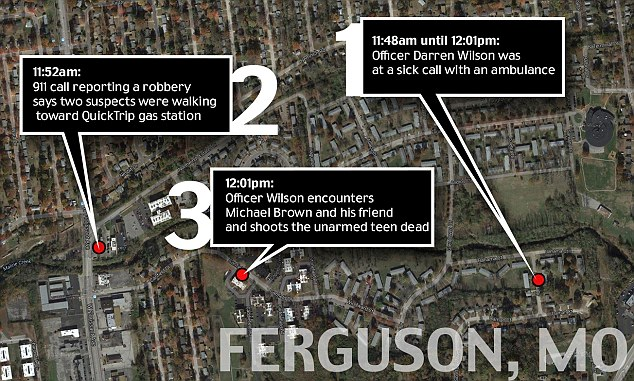 1
11:48am until 12:01pm:
Officer Darren Wilson was
at a sick call with an ambulance
2
11:52am:
911 call reporting a robbery
says two suspects were walking
toward QuickTrip gas station
3
12:01pm:
Officer Wilson encounters
Michael Brown and his friend
and shoots the unarmed teen dead
FERGUSON, MO